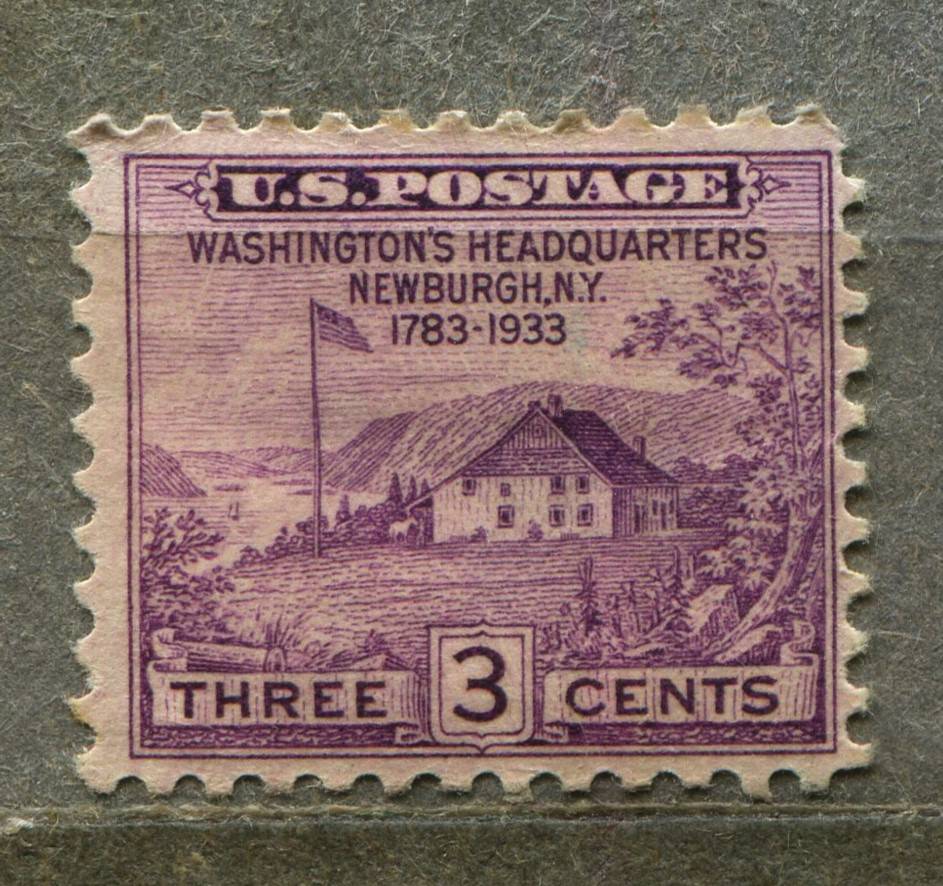 U.S. POSTAGE
WASHINGTON'S HEADQUARTERS
NEWBURGH, N.Y.
1783-1933
THREE 3 CENTS